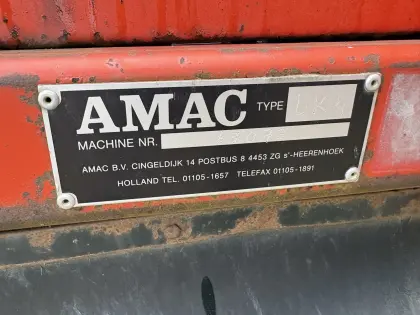 AMAC TYPE
MACHINE NR.
AMAC B.V. CINGELDIJK 14 POSTBUS 8 4453 ZG s'-HEERENHOEK
HOLLAND TEL. 01105-1657 TELEFAX 01105-1891